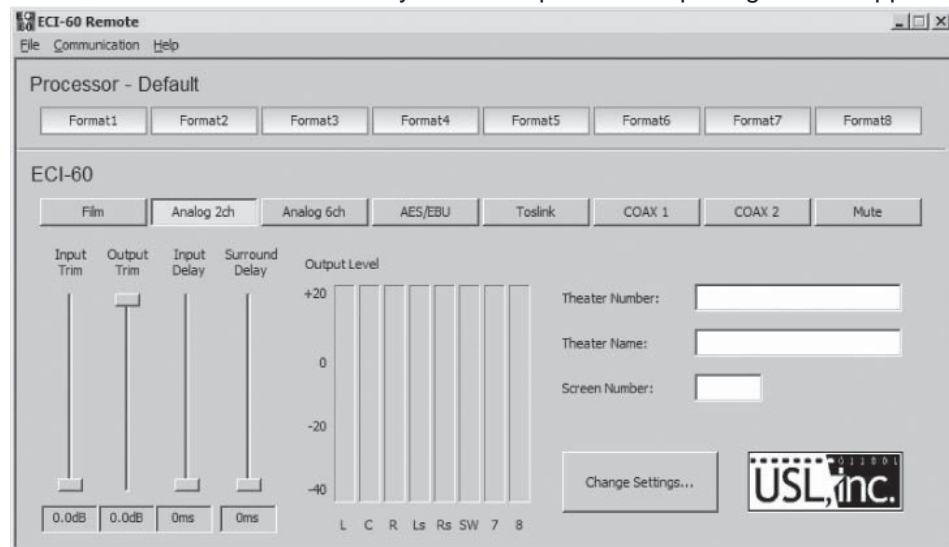 ECI-60 Remote
File Communication Help
Processor - Default
Format1 Format2 Format3 Format4 Format5 Format6 Format7 Format8
ECI-60
Film Analog 2ch Analog 6ch AES/EBU Toslink COAX 1 COAX 2 Mute
Input Trim Output Trim Input Delay Surround Delay
Output Level
+20
0
-20
-40
L C R Ls Rs SW 7 8
0.0dB 0.0dB 0ms 0ms
Theater Number:
Theater Name:
Screen Number:
Change Settings...
011001
USL,inc.